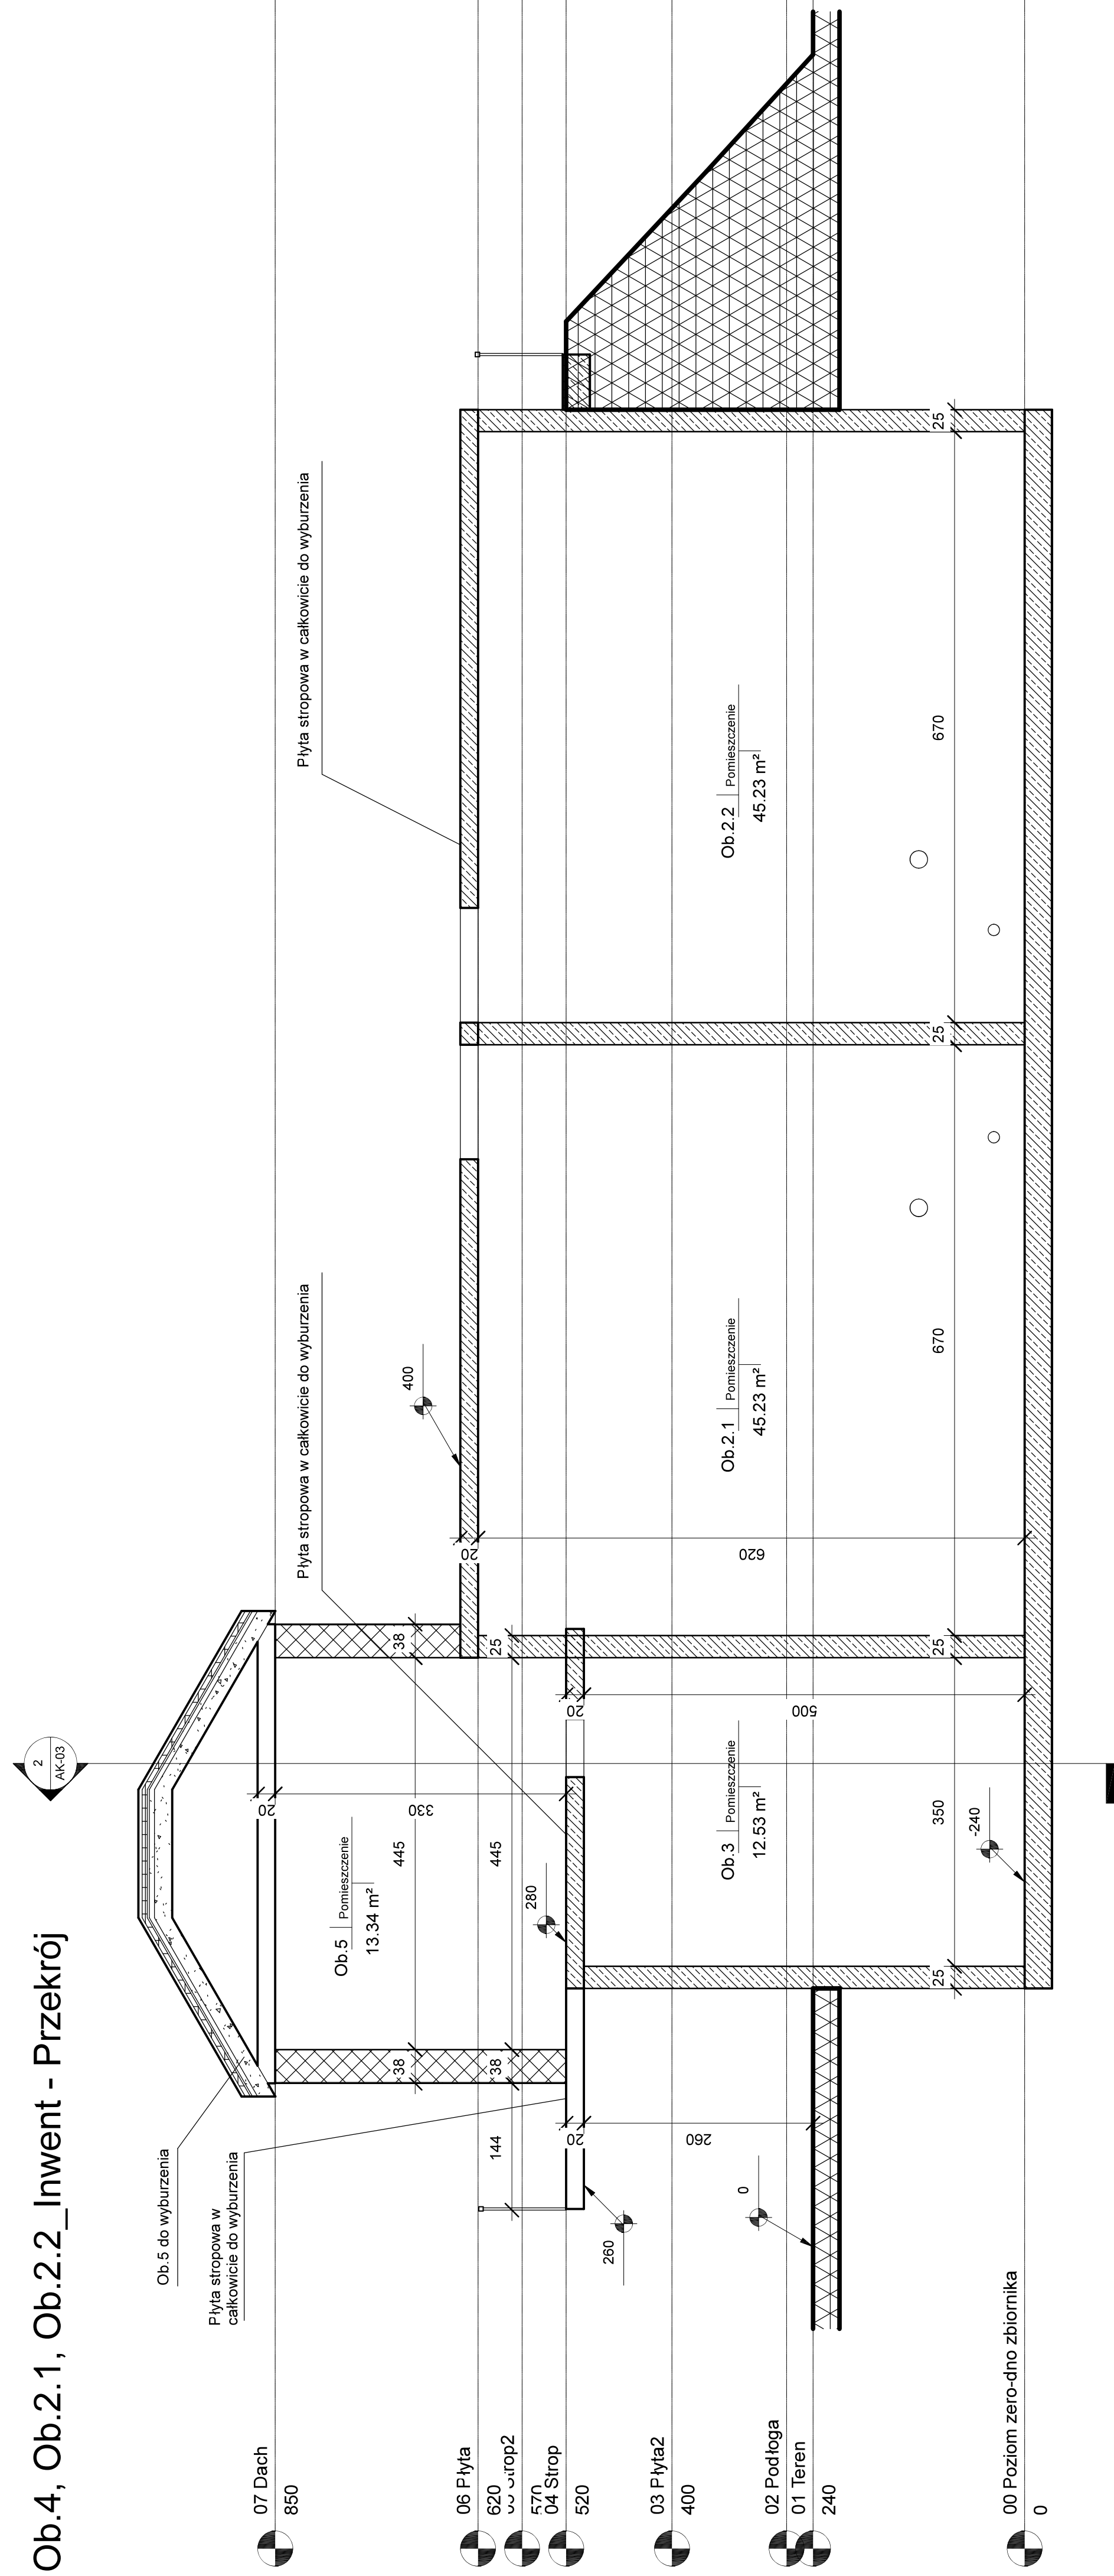 Ob.4, Ob.2.1, Ob.2.2_Inwent - Przekrój
2
AK-03
Ob.5 do wyburzenia
Płyta stropowa w
całkowicie do wyburzenia
Płyta stropowa w całkowicie do wyburzenia
Płyta stropowa w całkowicie do wyburzenia
07 Dach
850
06 Płyta
620
570
04 Strop
520
03 Płyta2
400
02 Podłoga
01 Teren
240
00 Poziom zero-dno zbiornika
0
Ob.5 Pomieszczenie
13.34 m²
Ob.3 Pomieszczenie
12.53 m²
Ob.2.1 Pomieszczenie
45.23 m²
Ob.2.2 Pomieszczenie
45.23 m²
20
330
38
445
38
144
38
445
25
400
20
620
280
20
500
260
20
260
0
-240
25
350
25
670
25
670
25